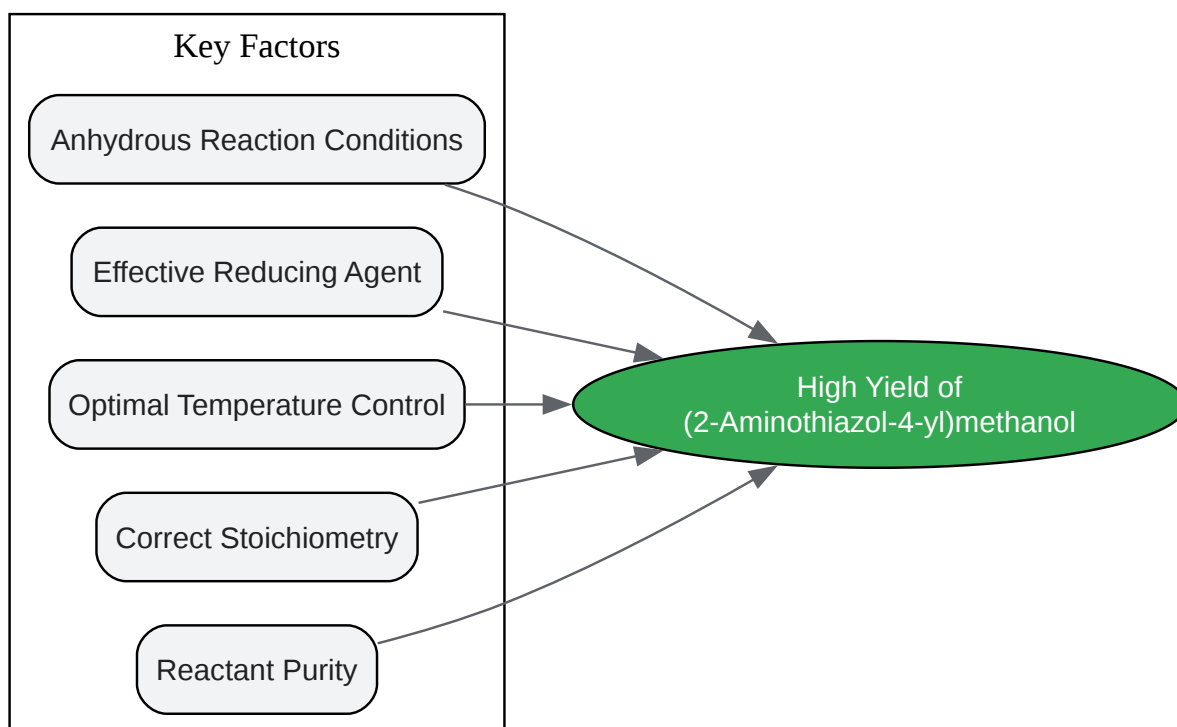 Key Factors
Anhydrous Reaction Conditions
Effective Reducing Agent
Optimal Temperature Control
Correct Stoichiometry
Reactant Purity
High Yield of
(2-Aminothiazol-4-yl)methanol